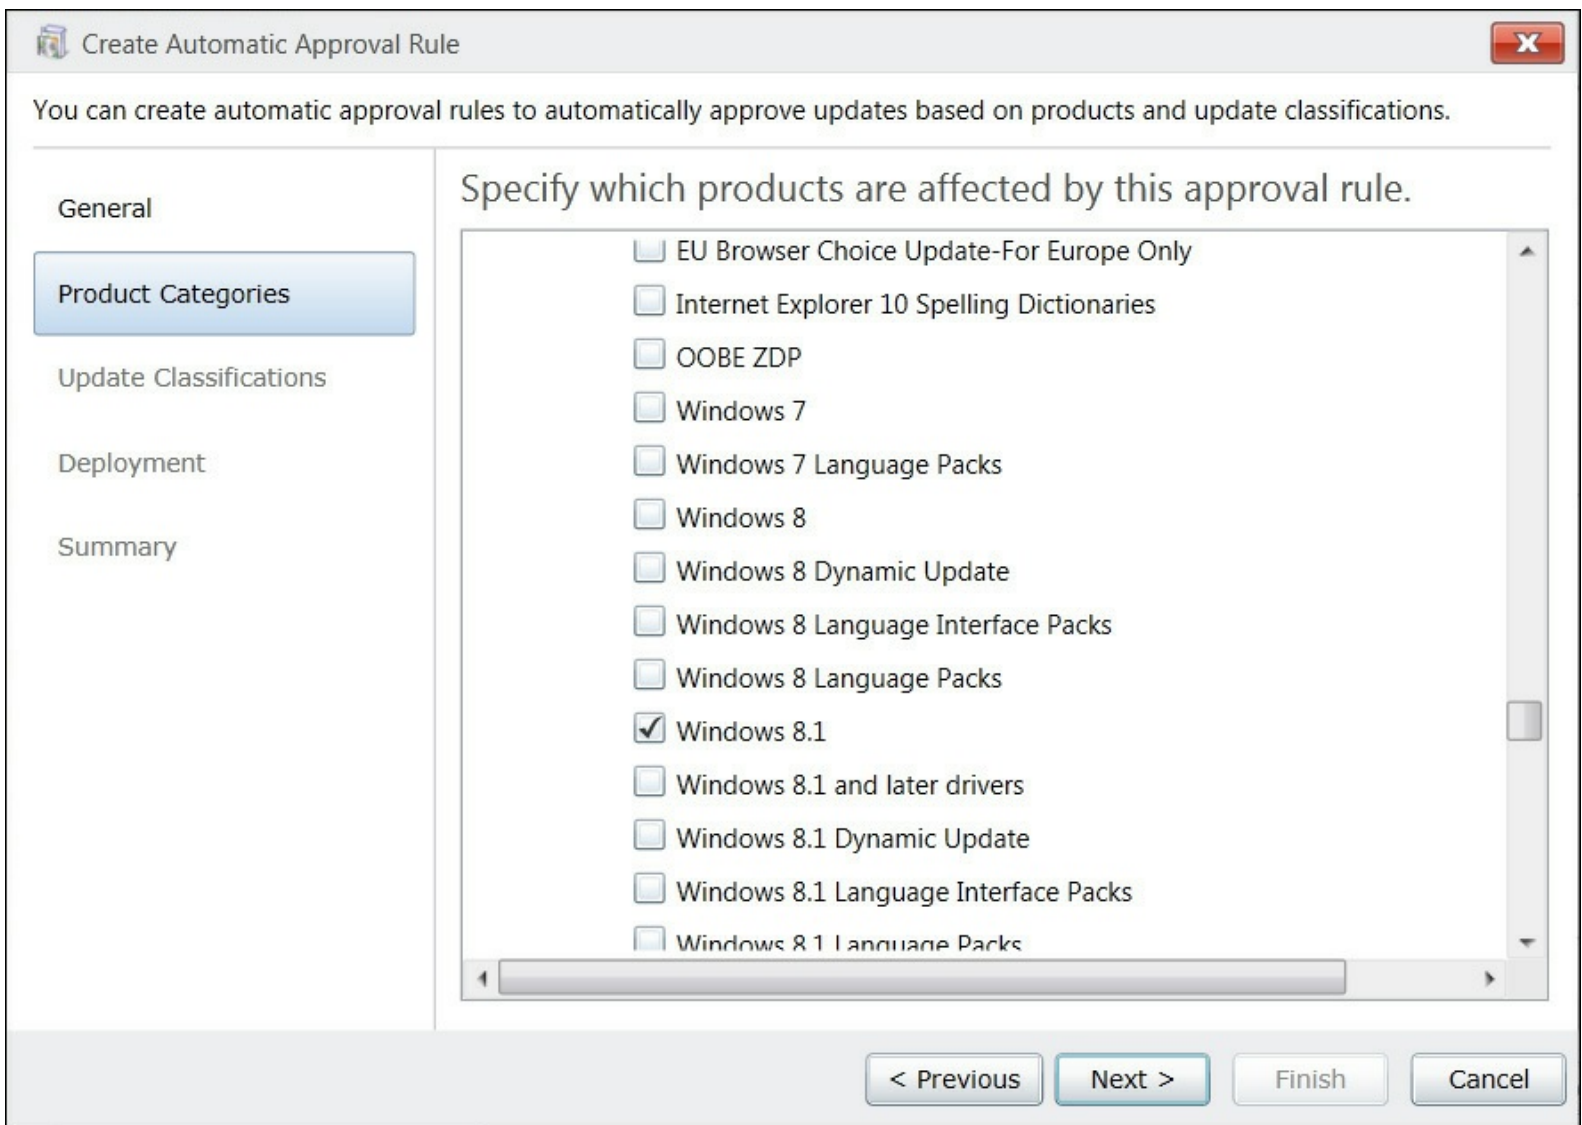 Create Automatic Approval Rule
You can create automatic approval rules to automatically approve updates based on products and update classifications.
General
Product Categories
Update Classifications
Deployment
Summary
Specify which products are affected by this approval rule.
EU Browser Choice Update-For Europe Only
Internet Explorer 10 Spelling Dictionaries
OOBE ZDP
Windows 7
Windows 7 Language Packs
Windows 8
Windows 8 Dynamic Update
Windows 8 Language Interface Packs
Windows 8 Language Packs
Windows 8.1
Windows 8.1 and later drivers
Windows 8.1 Dynamic Update
Windows 8.1 Language Interface Packs
Windows 8.1 Language Packs
< Previous
Next >
Finish
Cancel